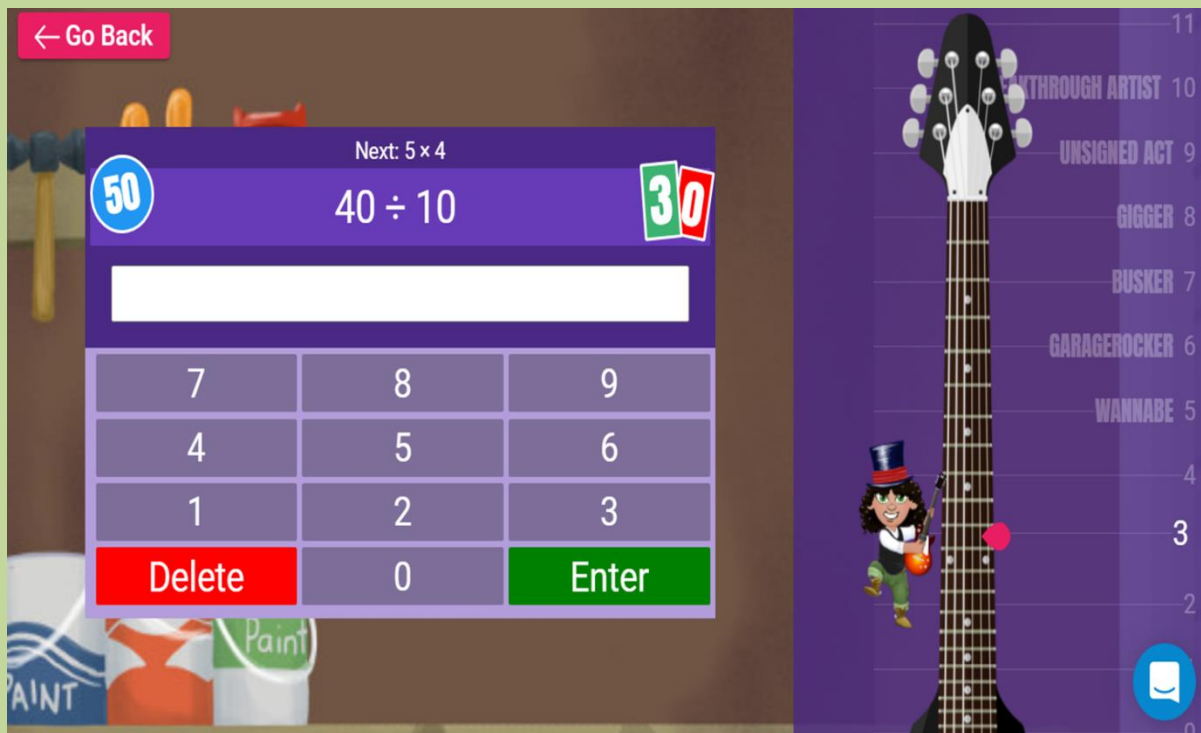 ← Go Back
Next: 5 × 4
50
40 ÷ 10
3 0
7 8 9
4 5 6
1 2 3
Delete 0 Enter
Paint
PAINT
11
THROUGH ARTIST 10
UNSIGNED ACT 9
GIGGER 8
BUSKER 7
GARAGEROCKER 6
WANNABE 5
4
3
2
0